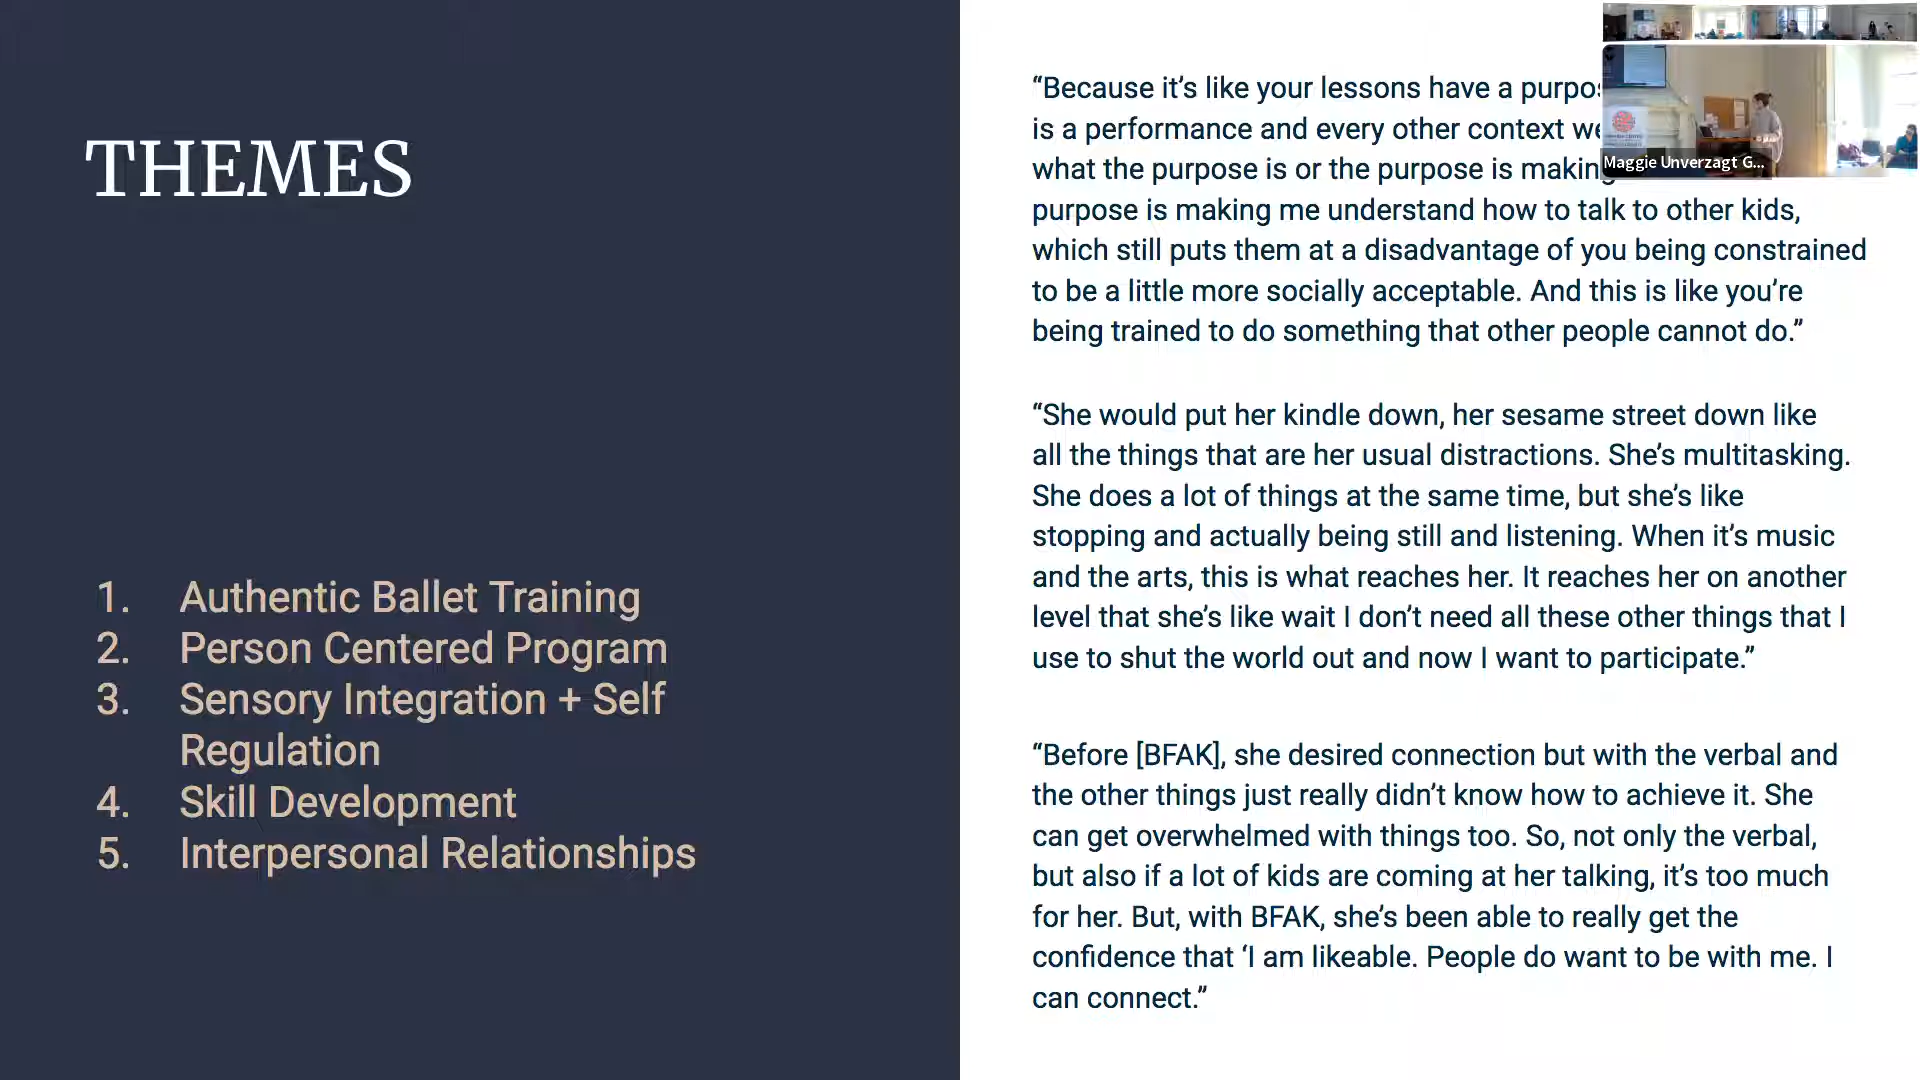 THEMES
1. Authentic Ballet Training
2. Person Centered Program
3. Sensory Integration + Self
Regulation
4. Skill Development
5. Interpersonal Relationships
“Because it’s like your lessons have a
is a performance and every other context
what the purpose is or the purpose is making
purpose is making me understand how to talk to other kids,
which still puts them at a disadvantage of you being constrained
to be a little more socially acceptable. And this is like you’re
being trained to do something that other people cannot do.”
“She would put her kindle down, her sesame street down like
all the things that are her usual distractions. She’s multitasking.
She does a lot of things at the same time, but she’s like
stopping and actually being still and listening. When it’s music
and the arts, this is what reaches her. It reaches her on another
level that she’s like wait I don’t need all these other things that I
use to shut the world out and now I want to participate.”
“Before [BFAK], she desired connection but with the verbal and
the other things just really didn’t know how to achieve it. She
can get overwhelmed with things too. So, not only the verbal,
but also if a lot of kids are coming at her talking, it’s too much
for her. But, with BFAK, she’s been able to really get the
confidence that ‘I am likeable. People do want to be with me. I
can connect.”
Maggie Unverzagt G...